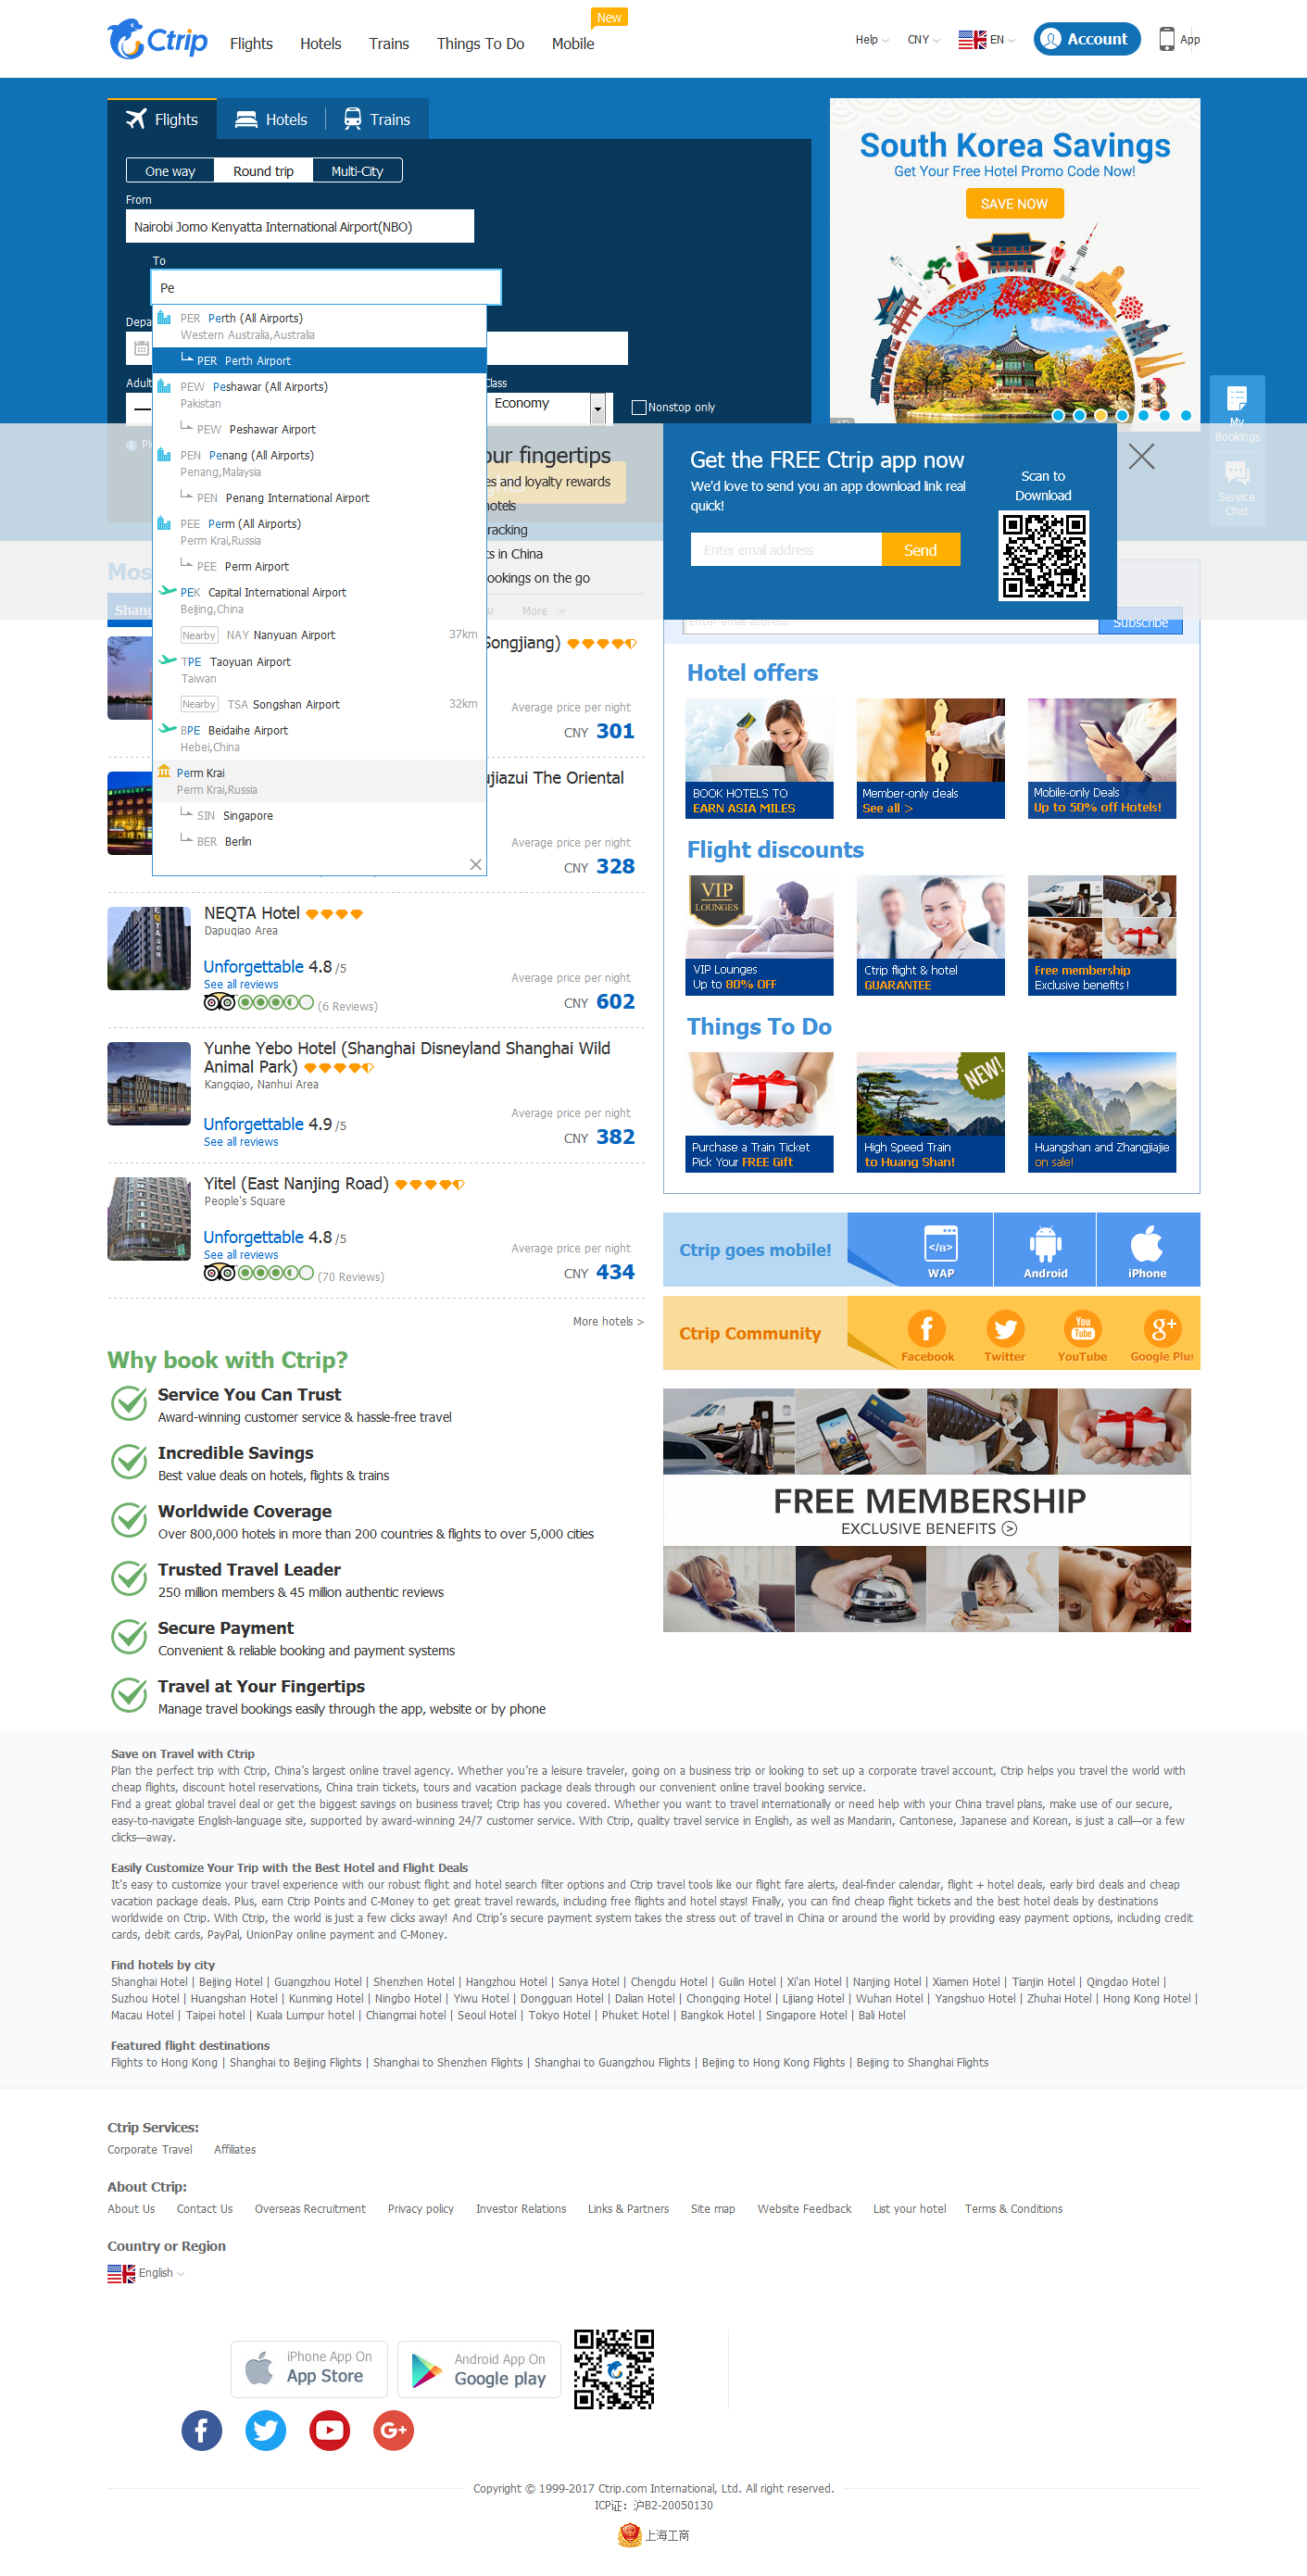 Ctrip
Flights
Hotels
Trains
Things To Do
Mobile
New
Help
CNY
EN
Account
App
Flights
Hotels
Trains
One way
Round trip
Multi-City
From
Nairobi Jomo Kenyatta International Airport(NBO)
To
Pe
Depa
Adult
Class
Economy
Nonstop only
PER Perth (All Airports)
Western Australia,Australia
PER Perth Airport
PEW Peshawar (All Airports)
Pakistan
PEW Peshawar Airport
PEN Penang (All Airports)
Penang,Malaysia
PEN Penang International Airport
PEE Perm (All Airports)
Perm Krai,Russia
PEE Perm Airport
PEK Capital International Airport
Beijing,China
Nearby NAY Nanyuan Airport 37km
TPE Taoyuan Airport
Taiwan
Nearby TSA Songshan Airport 32km
BPE Beidaihe Airport
Hebei,China
Perm Krai
Perm Krai,Russia
SIN Singapore
BER Berlin
South Korea Savings
Get Your Free Hotel Promo Code Now!
SAVE NOW
My
Bookings
Service
Chat
our fingertips
es and loyalty rewards
hotels
racking
ts in China
ookings on the go
Get the FREE Ctrip app now
We'd love to send you an app download link real
quick!
Enter email address
Send
Scan to
Download
Mos
Shang
More
Enter email address.
Subscribe
Songjiang)
Average price per night
CNY 301
ujiazui The Oriental
Average price per night
CNY 328
NEQTA Hotel
Dapuqiao Area
Unforgettable 4.8 /5
See all reviews
(6 Reviews)
Average price per night
CNY 602
Yunhe Yebo Hotel (Shanghai Disneyland Shanghai Wild
Animal Park)
Kangqiao, Nanhui Area
Unforgettable 4.9 /5
See all reviews
Average price per night
CNY 382
Yitel (East Nanjing Road)
People's Square
Unforgettable 4.8 /5
See all reviews
(70 Reviews)
Average price per night
CNY 434
More hotels >
Hotel offers
BOOK HOTELS TO
EARN ASIA MILES
Member-only deals
See all >
Mobile-only Deals
Up to 50% off Hotels!
Flight discounts
VIP
LOUNGES
VIP Lounges
Up to 80% OFF
Ctrip flight & hotel
GUARANTEE
Free membership
Exclusive benefits !
Things To Do
NEW!
Purchase a Train Ticket
Pick Your FREE Gift
High Speed Train
to Huang Shan!
Huangshan and Zhangjiajie
on sale!
Ctrip goes mobile!
</a>
WAP
Android
iPhone
Ctrip Community
Facebook
Twitter
You
Tube
YouTube
g+
Google Plus
FREE MEMBERSHIP
EXCLUSIVE BENEFITS
Why book with Ctrip?
Service You Can Trust
Award-winning customer service & hassle-free travel
Incredible Savings
Best value deals on hotels, flights & trains
Worldwide Coverage
Over 800,000 hotels in more than 200 countries & flights to over 5,000 cities
Trusted Travel Leader
250 million members & 45 million authentic reviews
Secure Payment
Convenient & reliable booking and payment systems
Travel at Your Fingertips
Manage travel bookings easily through the app, website or by phone
Save on Travel with Ctrip
Plan the perfect trip with Ctrip, China's largest online travel agency. Whether you're a leisure traveler, going on a business trip or looking to set up a corporate travel account, Ctrip helps you travel the world with
cheap flights, discount hotel reservations, China train tickets, tours and vacation package deals through our convenient online travel booking service.
Find a great global travel deal or get the biggest savings on business travel; Ctrip has you covered. Whether you want to travel internationally or need help with your China travel plans, make use of our secure,
easy-to-navigate English-language site, supported by award-winning 24/7 customer service. With Ctrip, quality travel service in English, as well as Mandarin, Cantonese, Japanese and Korean, is just a call—or a few
clicks—away.
Easily Customize Your Trip with the Best Hotel and Flight Deals
It's easy to customize your travel experience with our robust flight and hotel search filter options and Ctrip travel tools like our flight fare alerts, deal-finder calendar, flight + hotel deals, early bird deals and cheap
vacation package deals. Plus, earn Ctrip Points and C-Money to get great travel rewards, including free flights and hotel stays! Finally, you can find cheap flight tickets and the best hotel deals by destinations
worldwide on Ctrip. With Ctrip, the world is just a few clicks away! And Ctrip's secure payment system takes the stress out of travel in China or around the world by providing easy payment options, including credit
cards, debit cards, PayPal, UnionPay online payment and C-Money.
Find hotels by city
Shanghai Hotel | Beijing Hotel | Guangzhou Hotel | Shenzhen Hotel | Hangzhou Hotel | Sanya Hotel | Chengdu Hotel | Guilin Hotel | Xi'an Hotel | Nanjing Hotel | Xiamen Hotel | Tianjin Hotel | Qingdao Hotel |
Suzhou Hotel | Huangshan Hotel | Kunming Hotel | Ningbo Hotel | Yiwu Hotel | Dongguan Hotel | Dalian Hotel | Chongqing Hotel | Lijiang Hotel | Wuhan Hotel | Yangshuo Hotel | Zhuhai Hotel | Hong Kong Hotel |
Macau Hotel | Taipei hotel | Kuala Lumpur hotel | Chiangmai hotel | Seoul Hotel | Tokyo Hotel | Phuket Hotel | Bangkok Hotel | Singapore Hotel | Bali Hotel
Featured flight destinations
Flights to Hong Kong | Shanghai to Beijing Flights | Shanghai to Shenzhen Flights | Shanghai to Guangzhou Flights | Beijing to Hong Kong Flights | Beijing to Shanghai Flights
Ctrip Services:
Corporate Travel
Affiliates
About Ctrip:
About Us
Contact Us
Overseas Recruitment
Privacy policy
Investor Relations
Links & Partners
Site map
Website Feedback
List your hotel
Terms & Conditions
Country or Region
English
iPhone App On
App Store
Android App On
Google play
G+
Copyright © 1999-2017 Ctrip.com International, Ltd. All right reserved.
ICP证：沪B2-20050130
上海工商